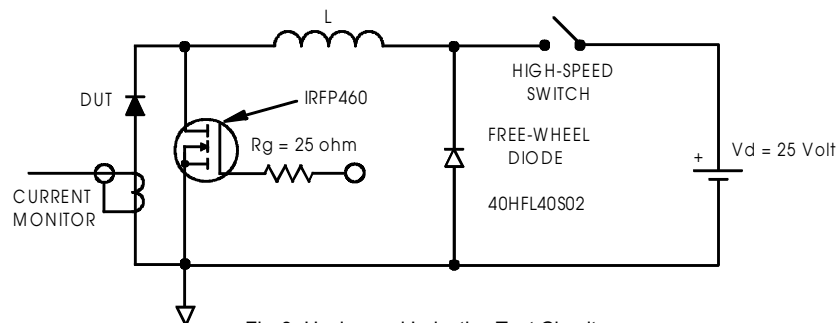 L
HIGH-SPEED
SWITCH
DUT
IRFP460
Rg = 25 ohm
FREE-WHEEL
DIODE
+
Vd = 25 Volt
CURRENT
MONITOR
40HFL40S02